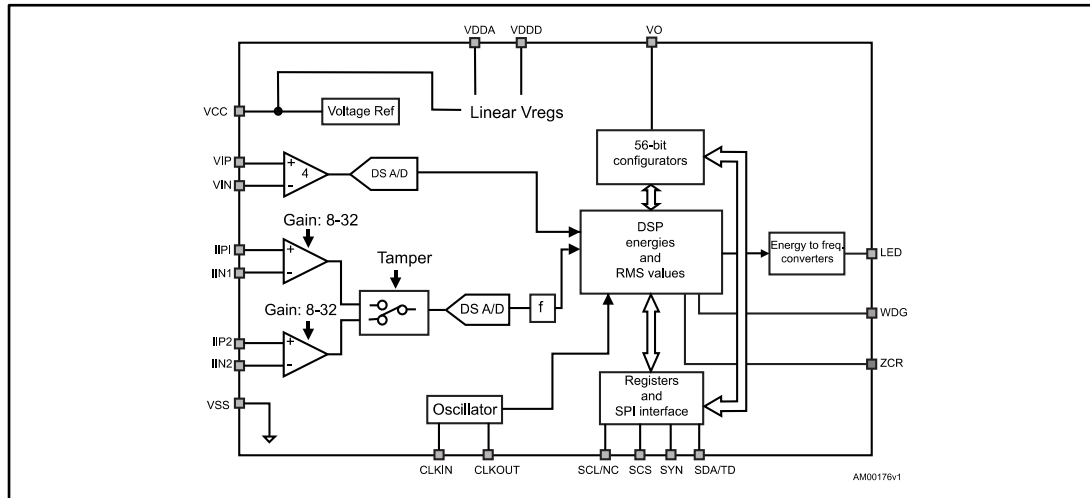 VDDA
VDDD
VO
VCC
Voltage Ref
Linear Vregs
56-bit
configurators
VIP
VIN
+
-
4
DS A/D
DSP
energies
and
RMS values
Energy to freq.
converters
LED
WDG
ZCR
Gain: 8-32
IIPI
IIN1
+
-
Tamper
DS A/D
f
Gain: 8-32
IIP2
IIN2
+
-
VSS
Oscillator
Registers
and
SPI interface
CLKIN
CLKOUT
SCL/NC
SCS
SYN
SDA/TD
AM00176v1